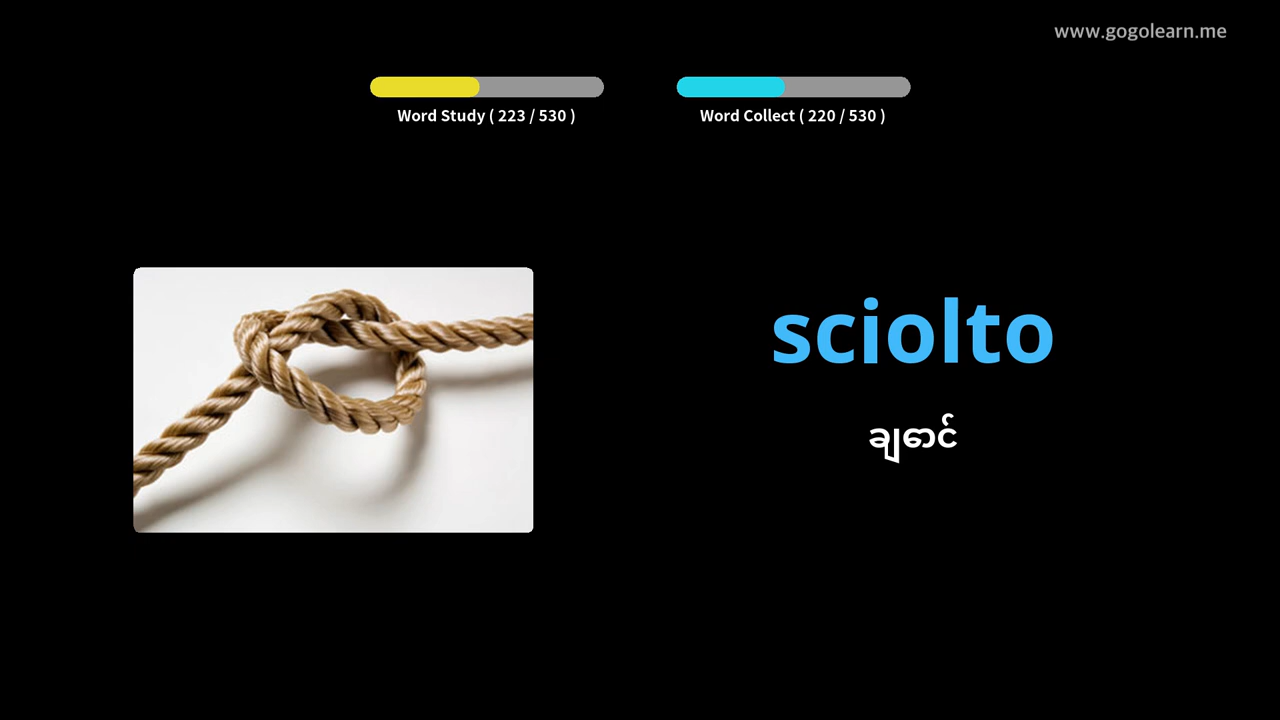 www.gogolearn.me
Word Study ( 223 / 530 )
Word Collect ( 220 / 530 )
sciolto
ချောင်